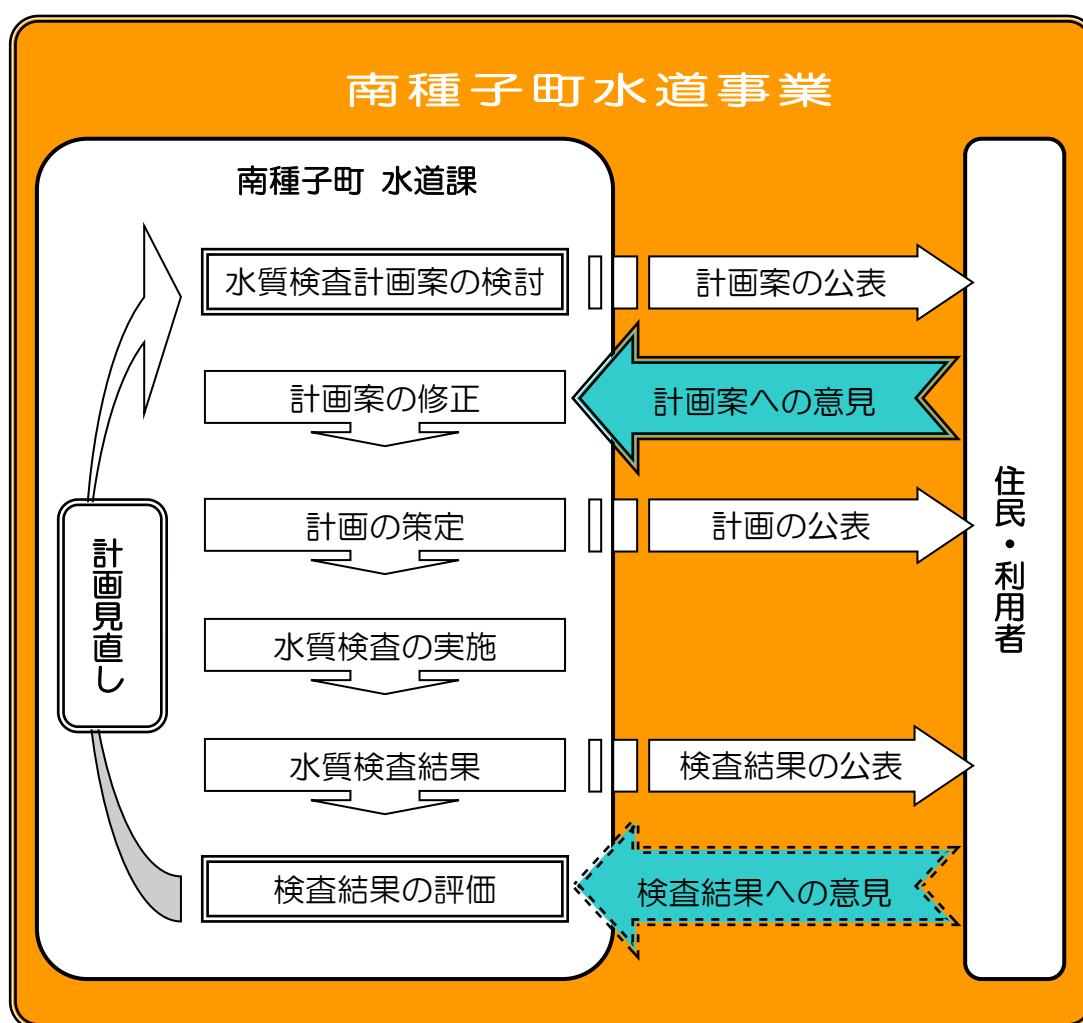 南種子町水道事業
南種子町 水道課
水質検査計画案の検討
計画案の公表
計画案の修正
計画案への意見
計画の策定
計画の公表
水質検査の実施
水質検査結果
検査結果の公表
検査結果の評価
検査結果への意見
計画見直し
住民・利用者